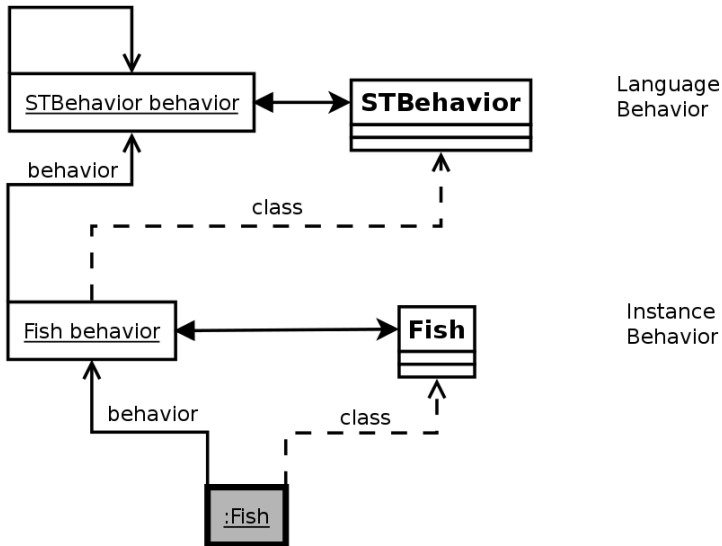 STBehavior behavior
STBehavior
Language
Behavior
behavior
class
Fish behavior
Fish
Instance
Behavior
behavior
class
:Fish